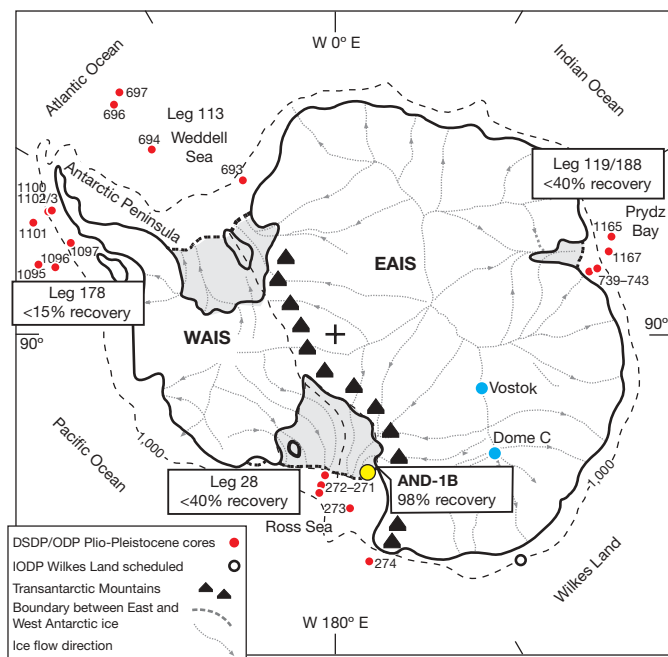 W 0° E
Atlantic Ocean
Indian Ocean
697
696
Leg 113
Weddell
Sea
694
693
Antarctic Peninsula
1100
1102/3
1101
1097
1096
1095
Leg 119/188
<40% recovery
Prydz
Bay
1165
1167
739–743
EAIS
Leg 178
<15% recovery
WAIS
90°
90°
Vostok
Dome C
Pacific Ocean
1,000
1,000
Leg 28
<40% recovery
272–271
273
Ross Sea
AND-1B
98% recovery
274
Wilkes Land
W 180° E
DSDP/ODP Plio-Pleistocene cores
IODP Wilkes Land scheduled
Transantarctic Mountains
Boundary between East and
West Antarctic ice
Ice flow direction